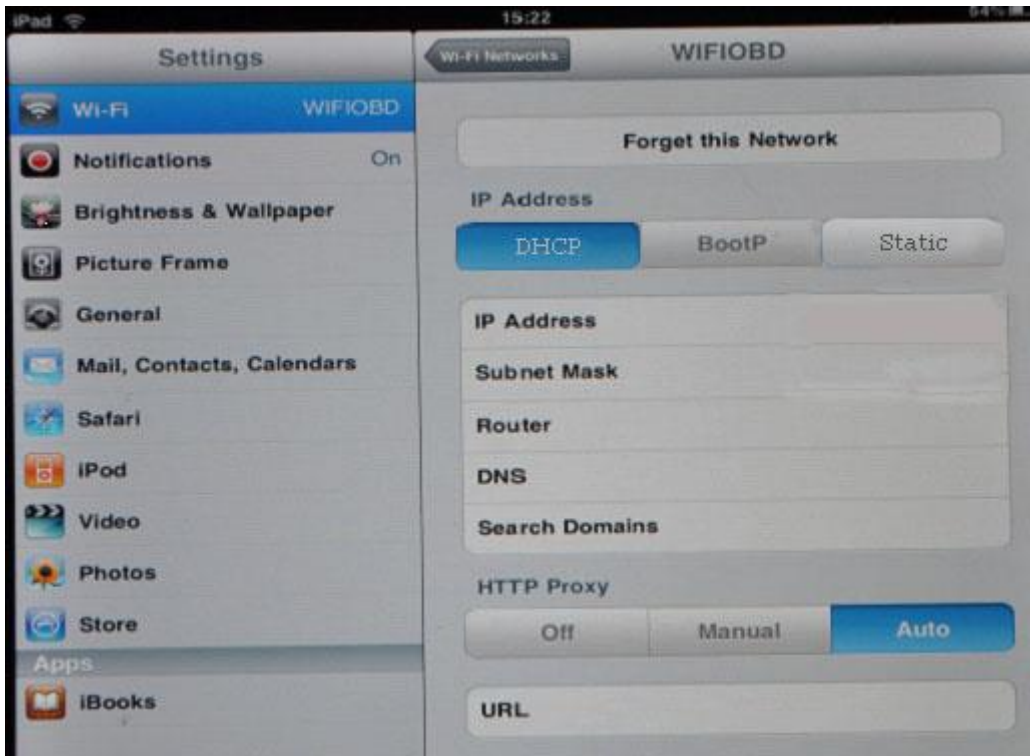 iPad
15:22
64%
Settings
Wi-Fi Networks
WIFIOBD
Wi-Fi WIFIOBD
Notifications On
Brightness & Wallpaper
Picture Frame
General
Mail, Contacts, Calendars
Safari
iPod
Video
Photos
Store
Apps
iBooks
Forget this Network
IP Address
DHCP BootP Static
IP Address
Subnet Mask
Router
DNS
Search Domains
HTTP Proxy
Off Manual Auto
URL